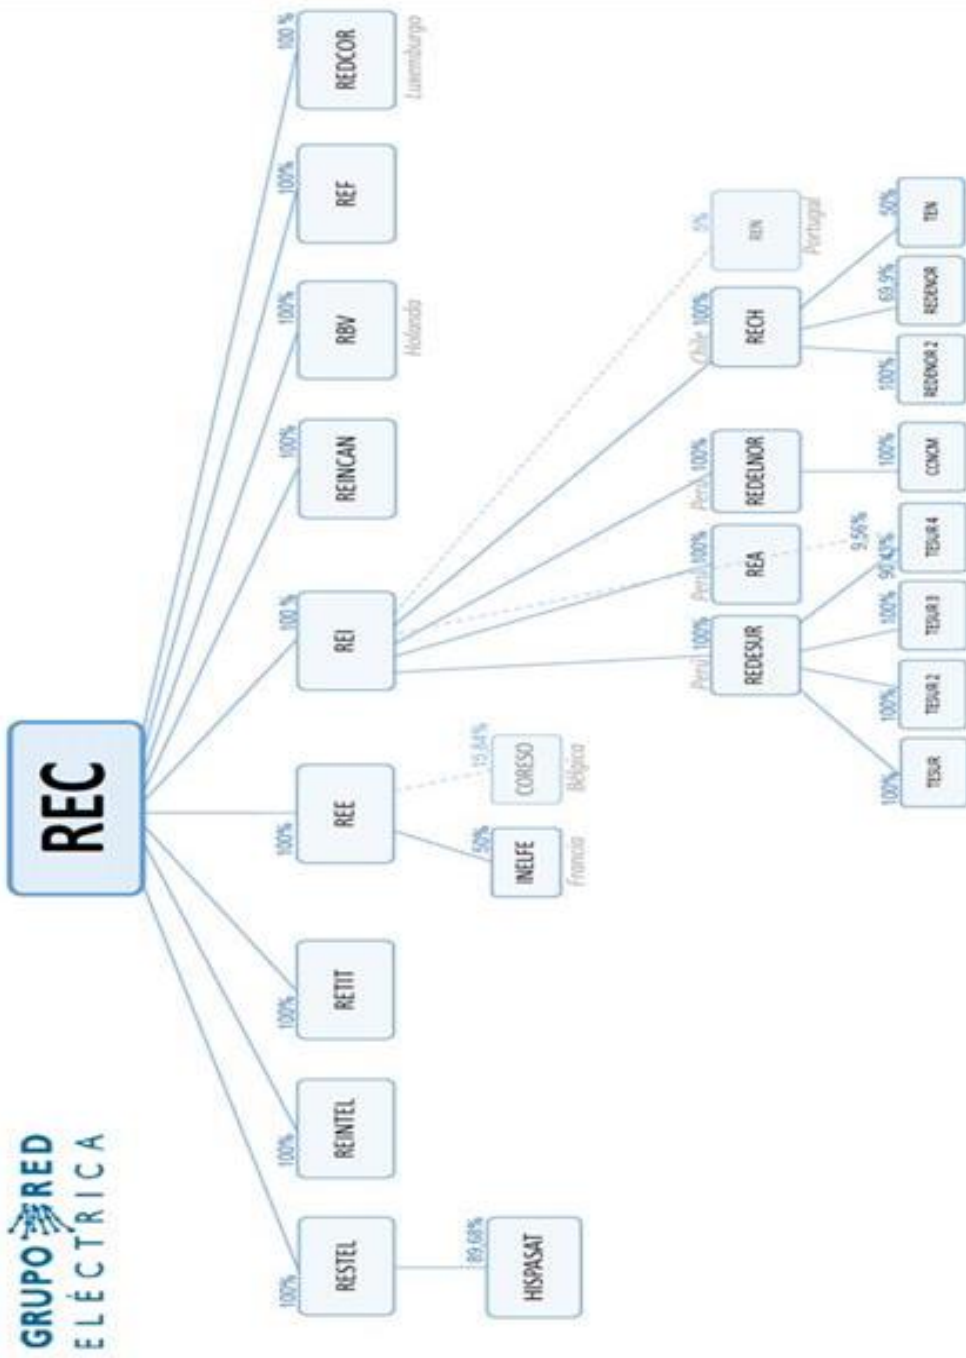 GRUPO RED
ELÉCTRICA
REC
100%
RESTEL
100%
REINTEL
100%
RETIT
100%
REE
100 %
REI
100%
REINCAN
100%
RBV
Holanda
100%
REF
100 %
REDCOR
Luxemburgo
89,68%
HISPASAT
50%
INELFE
Francia
15,84%
CORESO
Bélgica
Perú 100%
REDESUR
Perú 100%
REA
Perú 100%
REDELNOR
Chile 100%
RECH
REN
Portugal
9,56%
100%
TESUR
100%
TESUR 2
100%
TESUR 3
90,43%
TESUR 4
100%
CONCM
100%
REDENOR 2
69.9%
REDENOR
50%
TEN